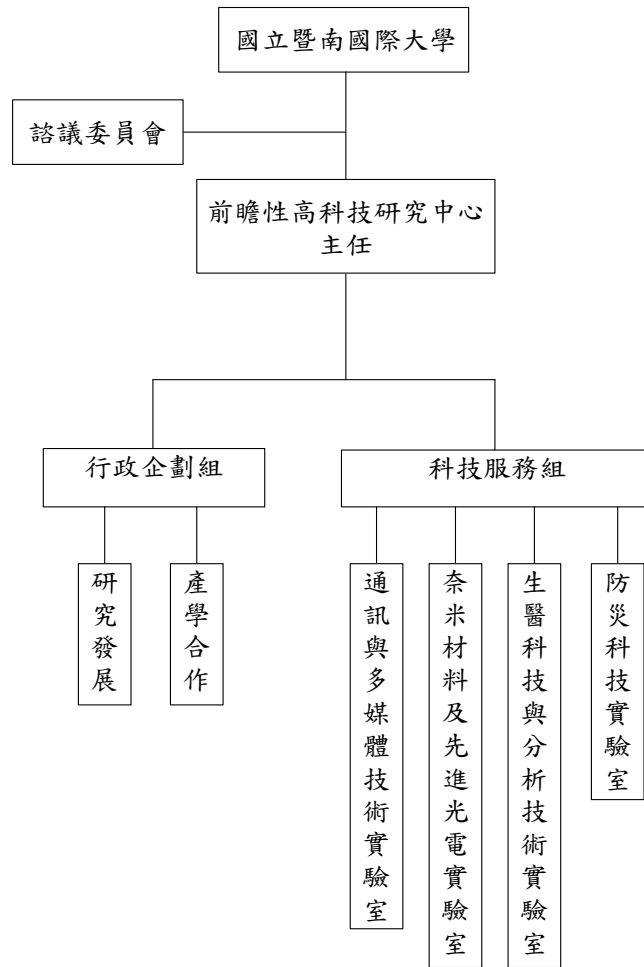 國立暨南國際大學
諮議委員會
前瞻性高科技研究中心
主任
行政企劃組
科技服務組
研究發展
產學合作
通訊與多媒體技術實驗室
奈米材料及先進光電實驗室
生醫科技與分析技術實驗室
防災科技實驗室